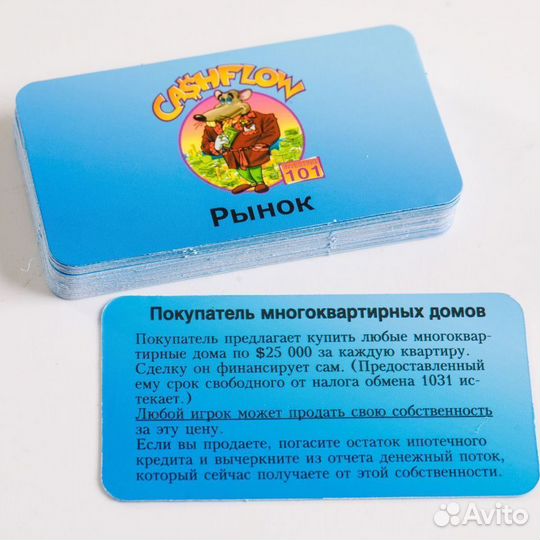 CA$HFLOW
101
Рынок
Покупатель многоквартирных домов
Покупатель предлагает купить любые многоквар-
тирные дома по $25 000 за каждую квартиру.
Сделку он финансирует сам. (Предоставленный
ему срок свободного от налога обмена 1031 ис-
текает.)
Любой игрок может продать свою собственность
за эту цену.
Если вы продаете, погасите остаток ипотечного
кредита и вычеркните из отчета денежный поток,
который сейчас получаете от этой собственности.
Avito